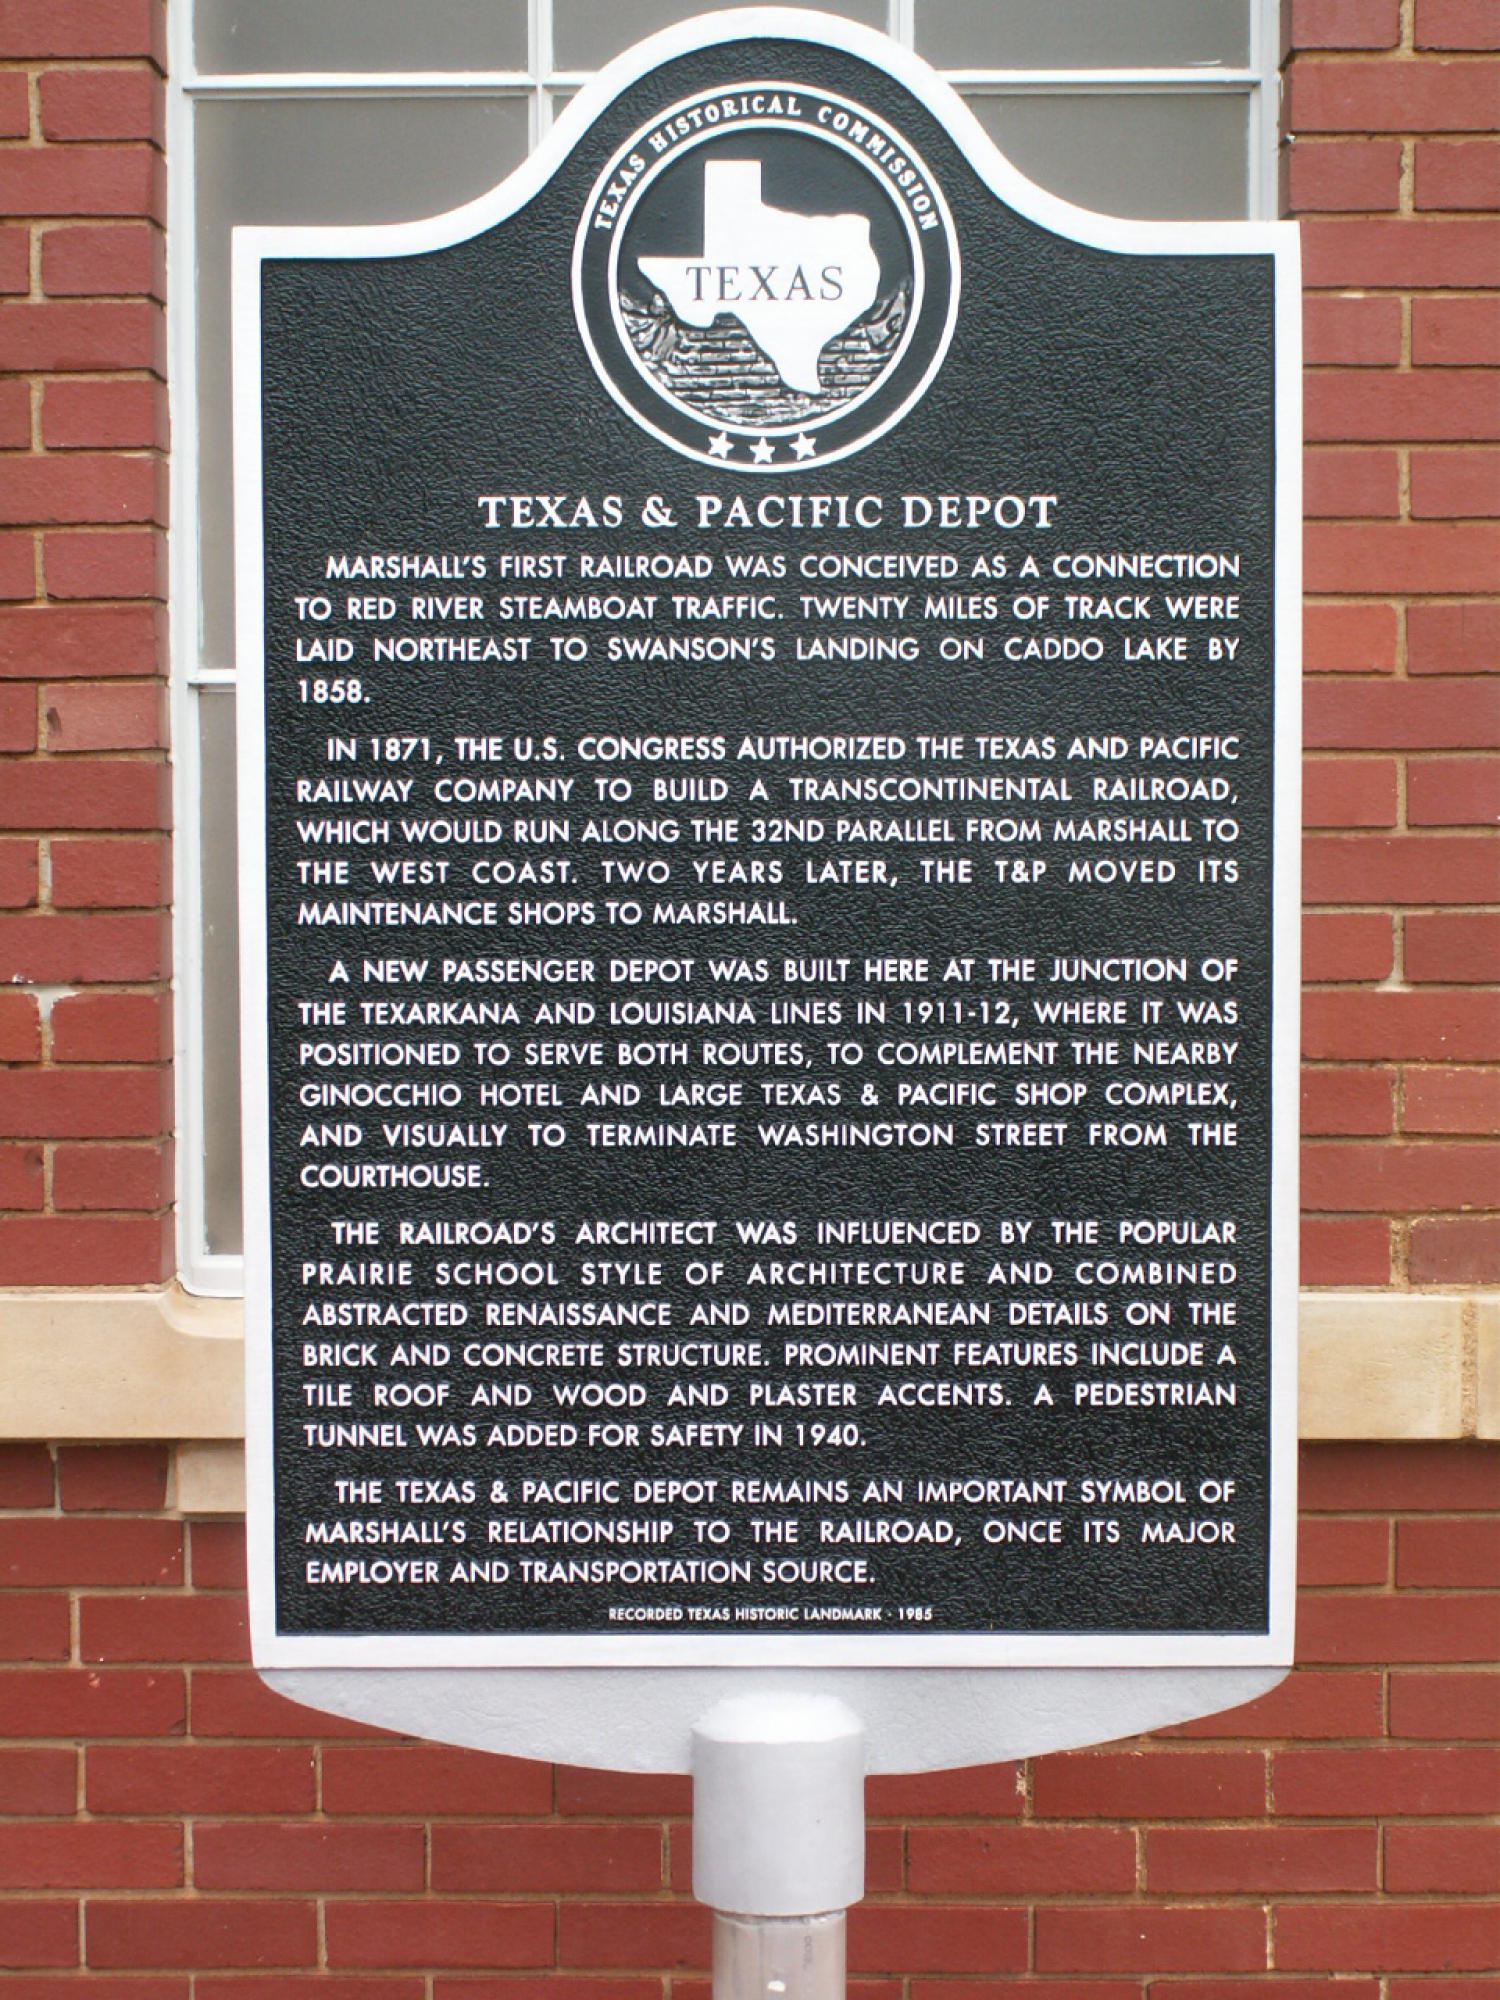 TEXAS HISTORICAL COMMISSION
TEXAS
TEXAS & PACIFIC DEPOT
MARSHALL'S FIRST RAILROAD WAS CONCEIVED AS A CONNECTION
TO RED RIVER STEAMBOAT TRAFFIC. TWENTY MILES OF TRACK WERE
LAID NORTHEAST TO SWANSON'S LANDING ON CADDO LAKE BY
1858.
IN 1871, THE U.S. CONGRESS AUTHORIZED THE TEXAS AND PACIFIC
RAILWAY COMPANY TO BUILD A TRANSCONTINENTAL RAILROAD,
WHICH WOULD RUN ALONG THE 32ND PARALLEL FROM MARSHALL TO
THE WEST COAST. TWO YEARS LATER, THE T&P MOVED ITS
MAINTENANCE SHOPS TO MARSHALL.
A NEW PASSENGER DEPOT WAS BUILT HERE AT THE JUNCTION OF
THE TEXARKANA AND LOUISIANA LINES IN 1911-12, WHERE IT WAS
POSITIONED TO SERVE BOTH ROUTES, TO COMPLEMENT THE NEARBY
GINOCCHIO HOTEL AND LARGE TEXAS & PACIFIC SHOP COMPLEX,
AND VISUALLY TO TERMINATE WASHINGTON STREET FROM THE
COURTHOUSE.
THE RAILROAD'S ARCHITECT WAS INFLUENCED BY THE POPULAR
PRAIRIE SCHOOL STYLE OF ARCHITECTURE AND COMBINED
ABSTRACTED RENAISSANCE AND MEDITERRANEAN DETAILS ON THE
BRICK AND CONCRETE STRUCTURE. PROMINENT FEATURES INCLUDE A
TILE ROOF AND WOOD AND PLASTER ACCENTS. A PEDESTRIAN
TUNNEL WAS ADDED FOR SAFETY IN 1940.
THE TEXAS & PACIFIC DEPOT REMAINS AN IMPORTANT SYMBOL OF
MARSHALL'S RELATIONSHIP TO THE RAILROAD, ONCE ITS MAJOR
EMPLOYER AND TRANSPORTATION SOURCE.
RECORDED TEXAS HISTORIC LANDMARK - 1985